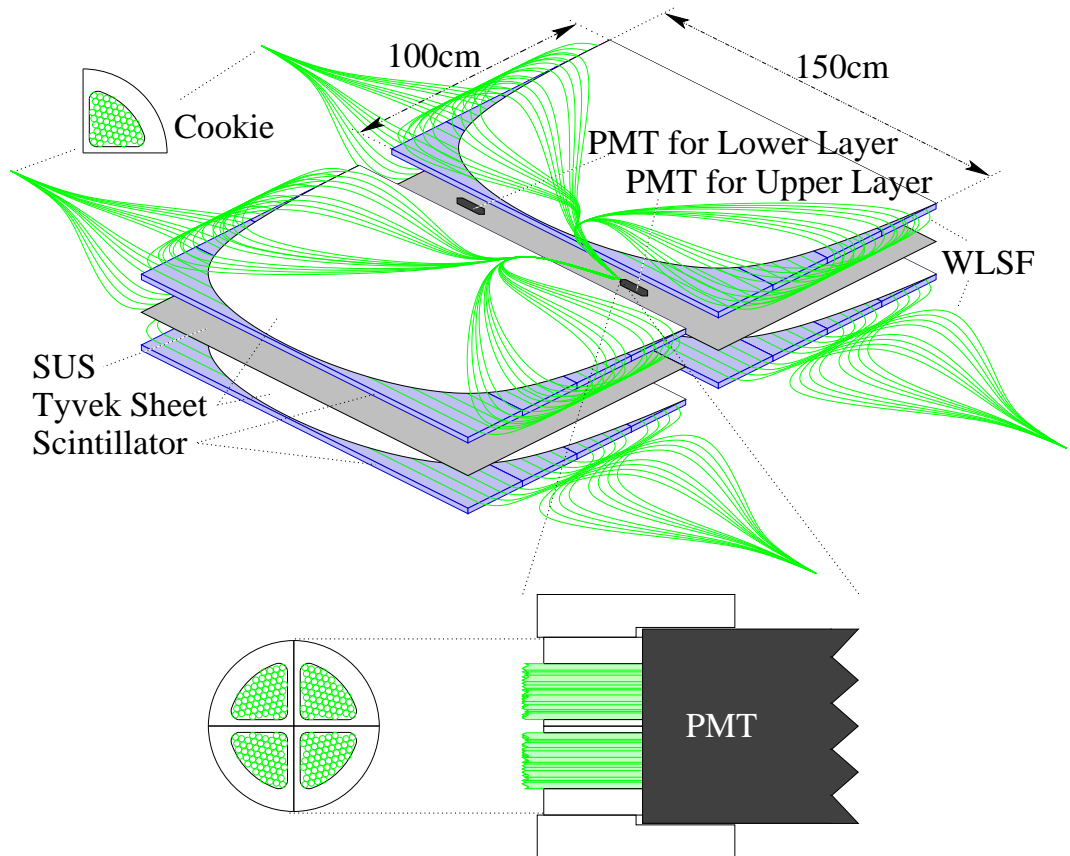 100cm
150cm
Cookie
PMT for Lower Layer
PMT for Upper Layer
WLSF
SUS
Tyvek Sheet
Scintillator
PMT